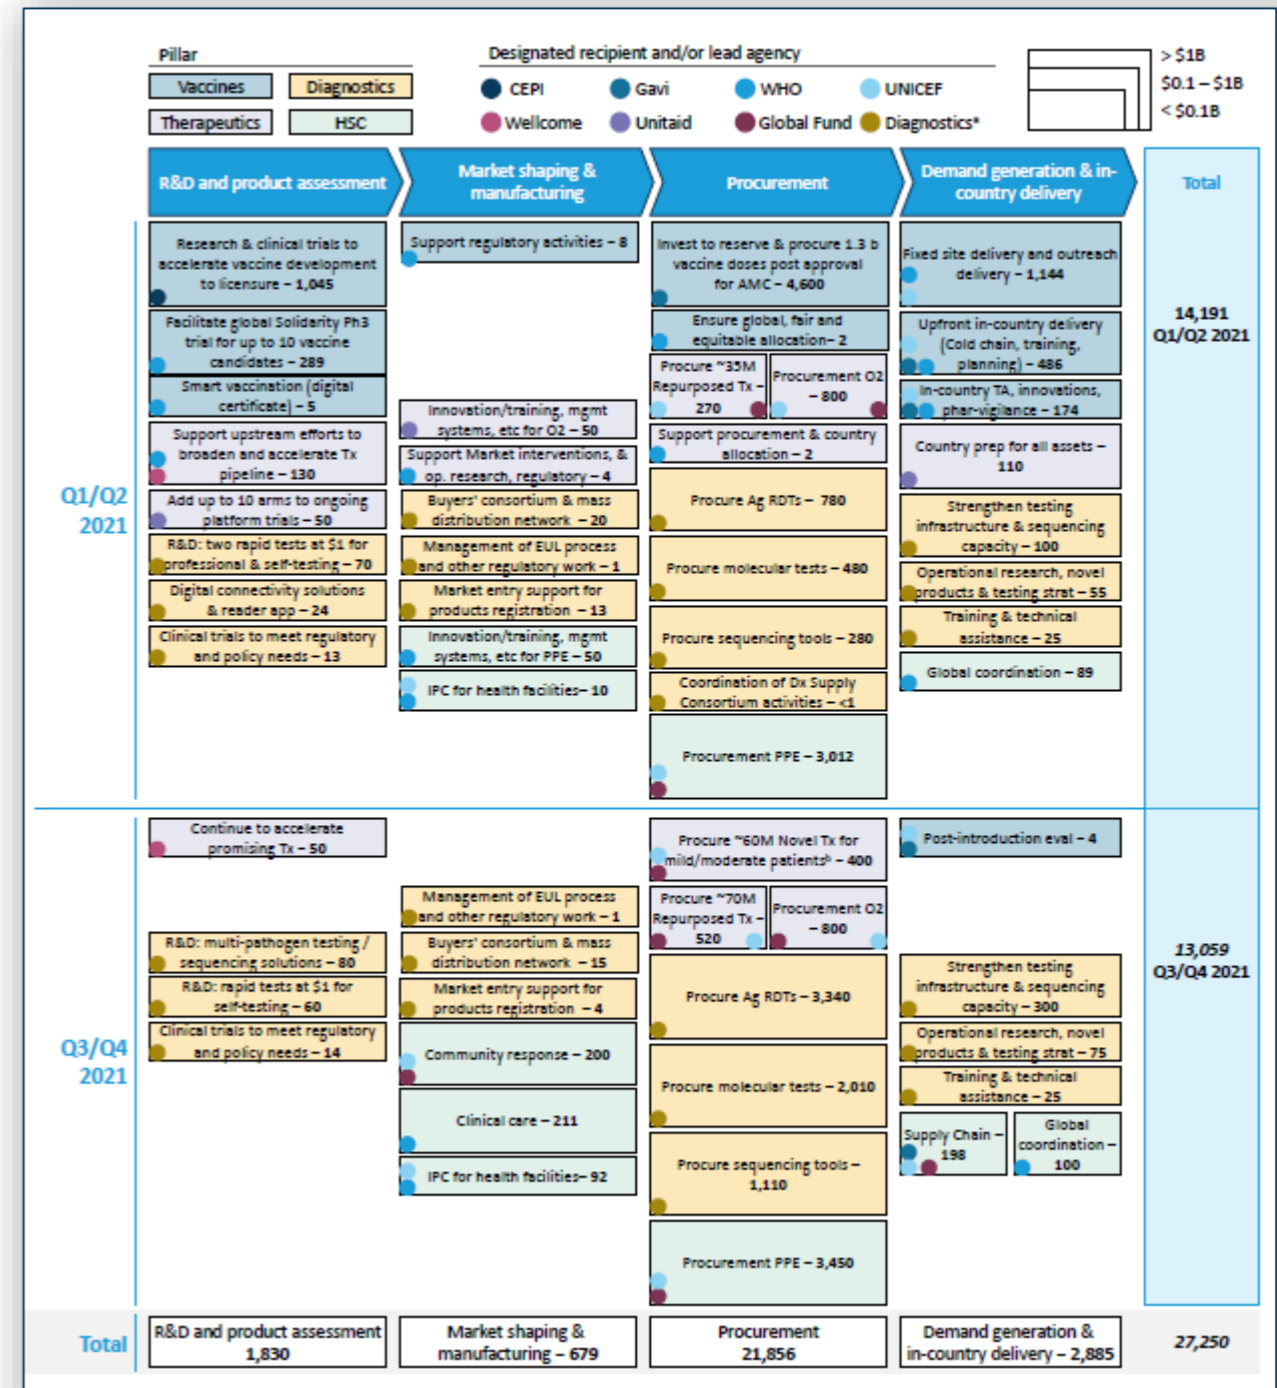 Pillar
Designated recipient and/or lead agency
Vaccines
Diagnostics
Therapeutics
HSC
CEPI
Gavi
WHO
UNICEF
Wellcome
Unitaid
Global Fund
Diagnostics*
> $1B
$0.1 – $1B
< $0.1B
R&D and product assessment
Market shaping &
manufacturing
Procurement
Demand generation & in-
country delivery
Total
Q1/Q2
2021
Research & clinical trials to
accelerate vaccine development
to licensure – 1,045
Facilitate global Solidarity Ph3
trial for up to 10 vaccine
candidates – 289
Smart vaccination (digital
certificate) – 5
Support upstream efforts to
broaden and accelerate Tx
pipeline – 130
Add up to 10 arms to ongoing
platform trials – 50
R&D: two rapid tests at $1 for
professional & self-testing – 70
Digital connectivity solutions
& reader app – 24
Clinical trials to meet regulatory
and policy needs – 13
Support regulatory activities – 8
Innovation/training, mgmt
systems, etc for O2 – 50
Support Market interventions, &
op. research, regulatory – 4
Buyers' consortium & mass
distribution network – 20
Management of EUL process
and other regulatory work – 1
Market entry support for
products registration – 13
Innovation/training, mgmt
systems, etc for PPE – 50
IPC for health facilities– 10
Invest to reserve & procure 1.3 b
vaccine doses post approval
for AMC – 4,600
Ensure global, fair and
equitable allocation– 2
Procure ~35M
Repurposed Tx –
270
Procurement O2
– 800
Support procurement & country
allocation – 2
Procure Ag RDTs – 780
Procure molecular tests – 480
Procure sequencing tools – 280
Coordination of Dx Supply
Consortium activities – <1
Procurement PPE – 3,012
Fixed site delivery and outreach
delivery – 1,144
Upfront in-country delivery
(Cold chain, training,
planning) – 486
In-country TA, innovations,
phar-vigilance – 174
Country prep for all assets –
110
Strengthen testing
infrastructure & sequencing
capacity – 100
Operational research, novel
products & testing strat – 55
Training & technical
assistance – 25
Global coordination – 89
14,191
Q1/Q2 2021
Q3/Q4
2021
Continue to accelerate
promising Tx – 50
R&D: multi-pathogen testing /
sequencing solutions – 80
R&D: rapid tests at $1 for
self-testing – 60
Clinical trials to meet regulatory
and policy needs – 14
Management of EUL process
and other regulatory work – 1
Buyers' consortium & mass
distribution network – 15
Market entry support for
products registration – 4
Community response – 200
Clinical care – 211
IPC for health facilities– 92
Procure ~60M Novel Tx for
mild/moderate patientsᵇ – 400
Procure ~70M
Repurposed Tx –
520
Procurement O2
– 800
Procure Ag RDTs – 3,340
Procure molecular tests – 2,010
Procure sequencing tools –
1,110
Procurement PPE – 3,450
Post-introduction eval – 4
Strengthen testing
infrastructure & sequencing
capacity – 300
Operational research, novel
products & testing strat – 75
Training & technical
assistance – 25
Supply Chain –
198
Global
coordination –
100
13,059
Q3/Q4 2021
Total
R&D and product assessment
1,830
Market shaping &
manufacturing – 679
Procurement
21,856
Demand generation &
in-country delivery – 2,885
27,250